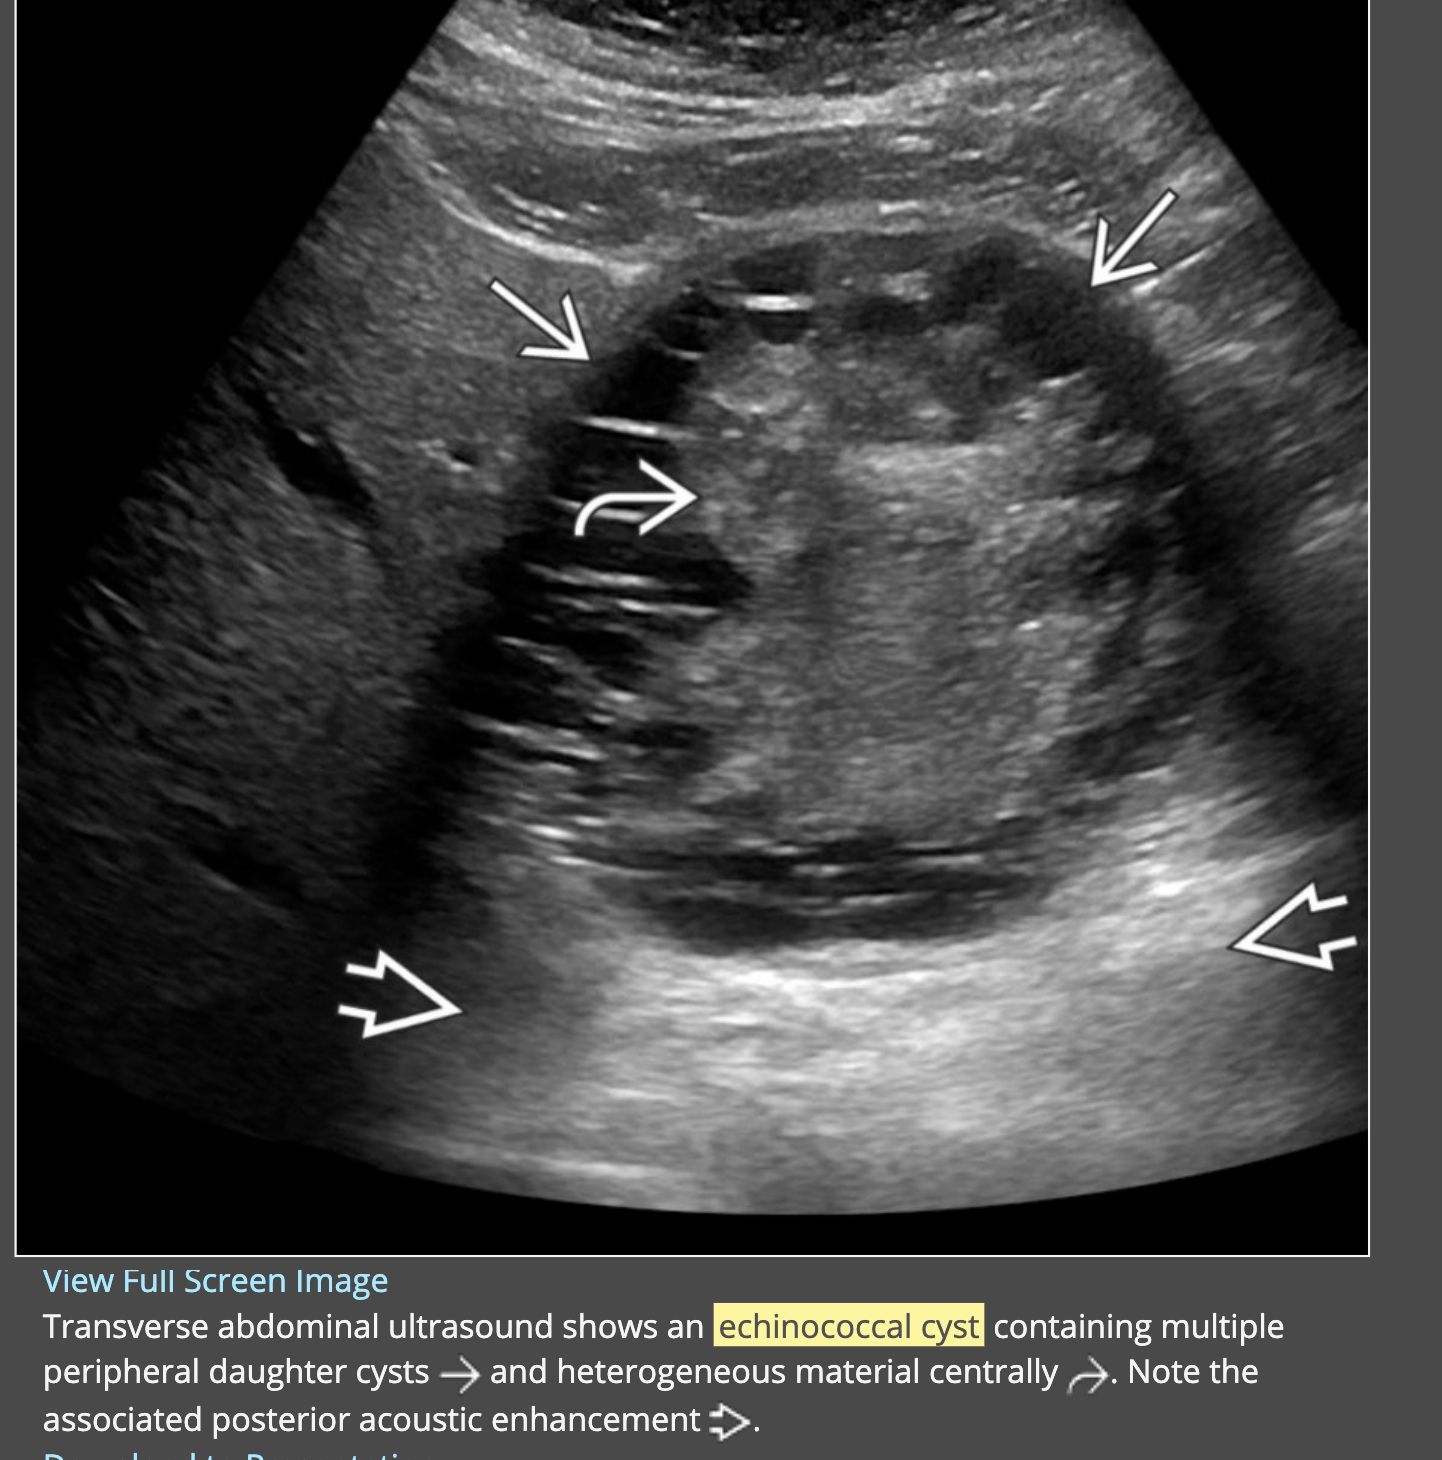 View Full Screen Image
Transverse abdominal ultrasound shows an echinococcal cyst containing multiple
peripheral daughter cysts → and heterogeneous material centrally. Note the
associated posterior acoustic enhancement.